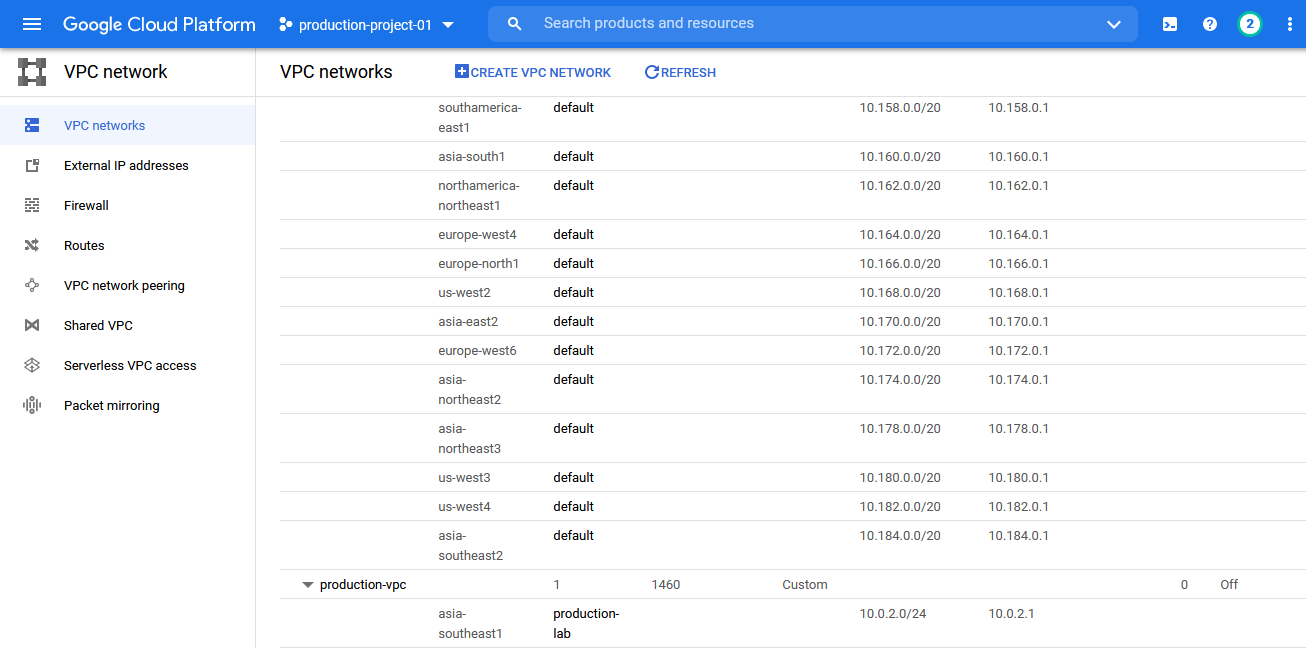 Google Cloud Platform production-project-01 Search products and resources 2
VPC network VPC networks CREATE VPC NETWORK REFRESH
VPC networks
External IP addresses
Firewall
Routes
VPC network peering
Shared VPC
Serverless VPC access
Packet mirroring
southamerica- default 10.158.0.0/20 10.158.0.1
east1
asia-south1 default 10.160.0.0/20 10.160.0.1
northamerica- default 10.162.0.0/20 10.162.0.1
northeast1
europe-west4 default 10.164.0.0/20 10.164.0.1
europe-north1 default 10.166.0.0/20 10.166.0.1
us-west2 default 10.168.0.0/20 10.168.0.1
asia-east2 default 10.170.0.0/20 10.170.0.1
europe-west6 default 10.172.0.0/20 10.172.0.1
asia- default 10.174.0.0/20 10.174.0.1
northeast2
asia- default 10.178.0.0/20 10.178.0.1
northeast3
us-west3 default 10.180.0.0/20 10.180.0.1
us-west4 default 10.182.0.0/20 10.182.0.1
asia- default 10.184.0.0/20 10.184.0.1
southeast2
production-vpc 1 1460 Custom 0 Off
asia- production- 10.0.2.0/24 10.0.2.1
southeast1 lab